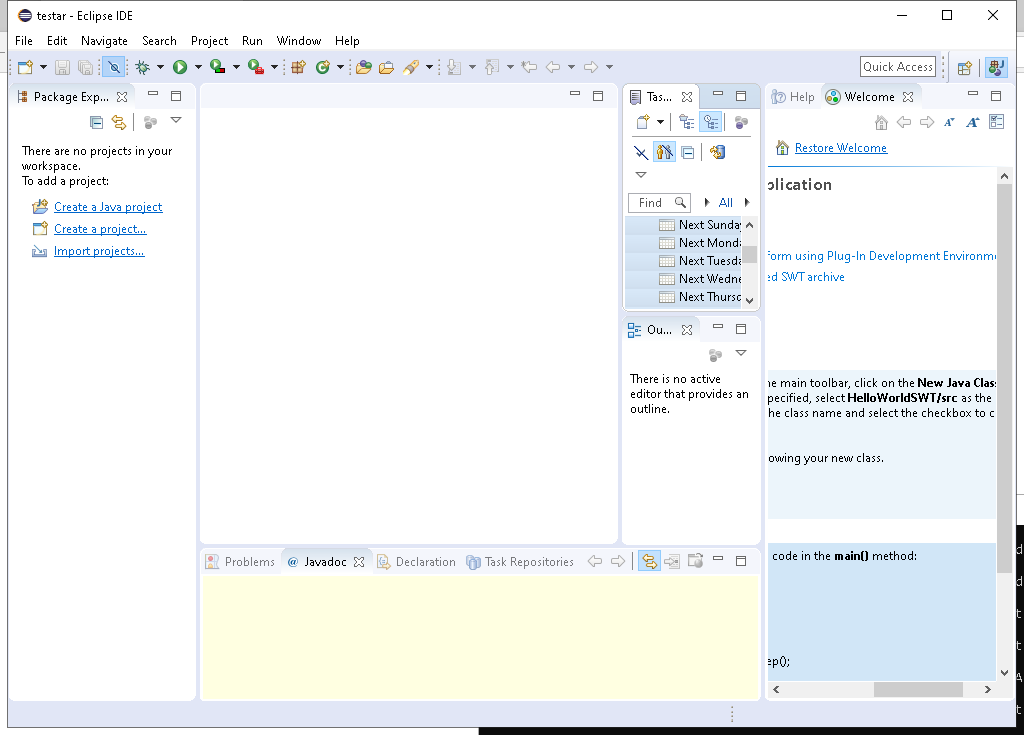 testar - Eclipse IDE
File Edit Navigate Search Project Run Window Help
Quick Access
Package Exp...
There are no projects in your
workspace.
To add a project:
Create a Java project
Create a project...
Import projects...
Tas...
Find
All
Next Sunday
Next Monda
Next Tuesda
Next Wedne
Next Thursd
Ou...
There is no active
editor that provides an
outline.
Help Welcome
Restore Welcome
plication
form using Plug-In Development Environme
ed SWT archive
he main toolbar, click on the New Java Clas
pecified, select HelloWorldSWT/src as the
he class name and select the checkbox to c
owing your new class.
code in the main() method:
ep();
Problems @ Javadoc Declaration Task Repositories